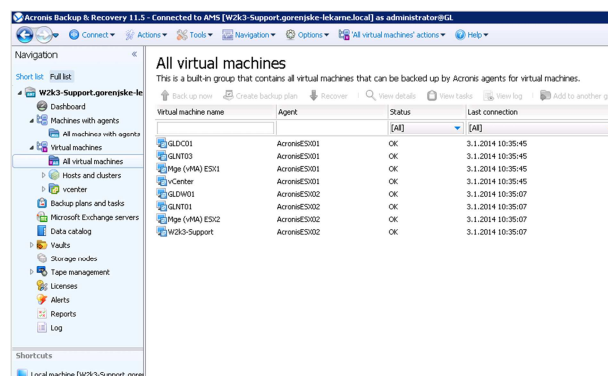 Acronis Backup & Recovery 11.5 - Connected to AMS [W2k3-Support.gorenjske-lekarne.local] as administrator@GL
Connect Actions Tools Navigation Options 'All virtual machines' actions Help
Navigation «
Short list Full list
W2k3-Support.gorenjske-le
Dashboard
Machines with agents
All machines with agents
Virtual machines
All virtual machines
Hosts and clusters
vcenter
Backup plans and tasks
Microsoft Exchange servers
Data catalog
Vaults
Storage nodes
Tape management
Licenses
Alerts
Reports
Log
Shortcuts
Local machine [W2k3-Support.gorer
All virtual machines
This is a built-in group that contains all virtual machines that can be backed up by Acronis agents for virtual machines.
Back up now Create backup plan Recover View details View tasks View log Add to another g
Virtual machine name Agent Status Last connection
[All] [All]
GLDC01 AcronisESX01 OK 3.1.2014 10:35:45
GLNT03 AcronisESX01 OK 3.1.2014 10:35:45
Mge (vMA) ESX1 AcronisESX01 OK 3.1.2014 10:35:45
vCenter AcronisESX01 OK 3.1.2014 10:35:45
GLDW01 AcronisESX02 OK 3.1.2014 10:35:07
GLNT01 AcronisESX02 OK 3.1.2014 10:35:07
Mge (vMA) ESX2 AcronisESX02 OK 3.1.2014 10:35:07
W2k3-Support AcronisESX02 OK 3.1.2014 10:35:07